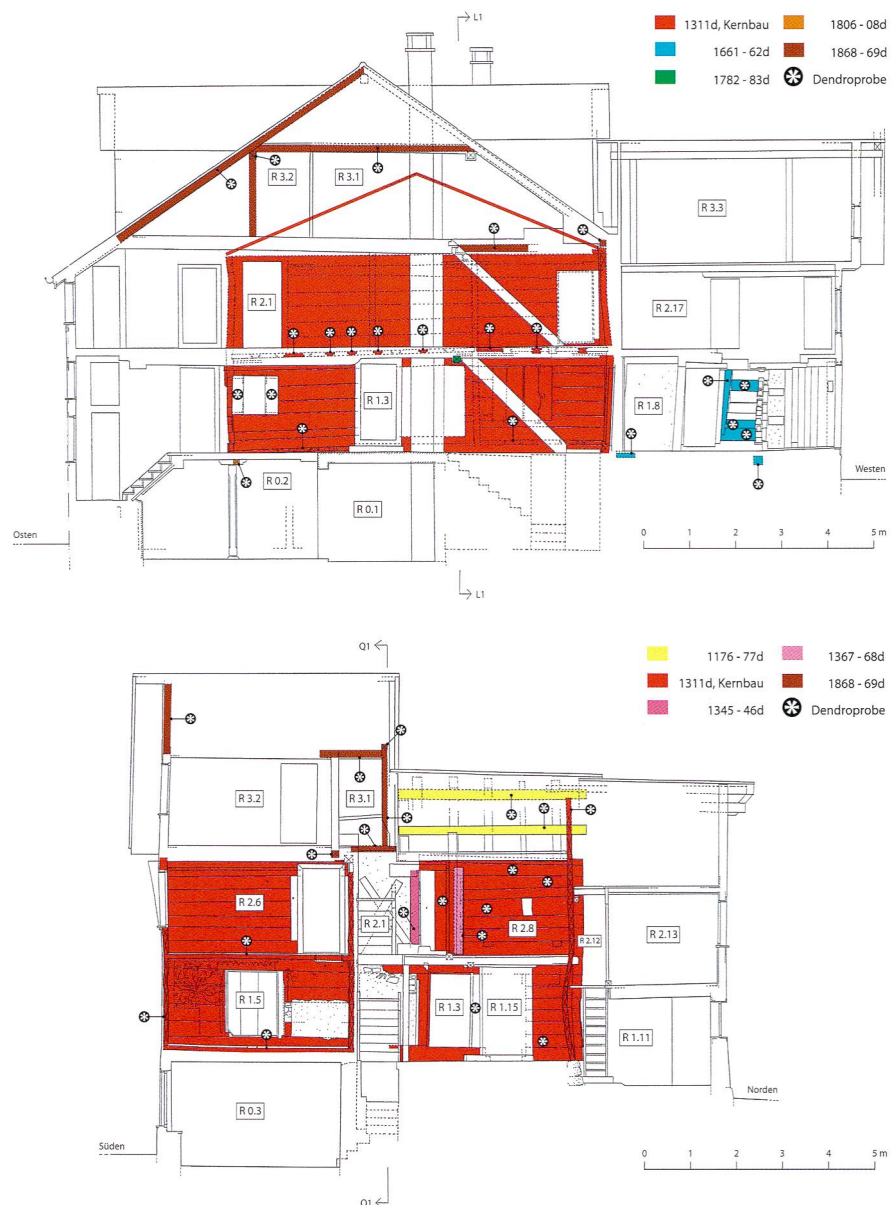 L1
1311d, Kernbau
1806 - 08d
1661 - 62d
1868 - 69d
1782 - 83d
Dendroprobe
R 3.2
R 3.1
R 3.3
R 2.1
R 2.17
R 1.3
R 1.8
R 0.2
R 0.1
Westen
Osten
0 1 2 3 4 5 m
L1
Q1
1176 - 77d
1367 - 68d
1311d, Kernbau
1868 - 69d
1345 - 46d
Dendroprobe
R 3.2
R 3.1
R 2.6
R 2.1
R 2.8
R 2.12
R 2.13
R 1.5
R 1.3
R 1.15
R 1.11
R 0.3
Norden
Süden
0 1 2 3 4 5 m
Q1